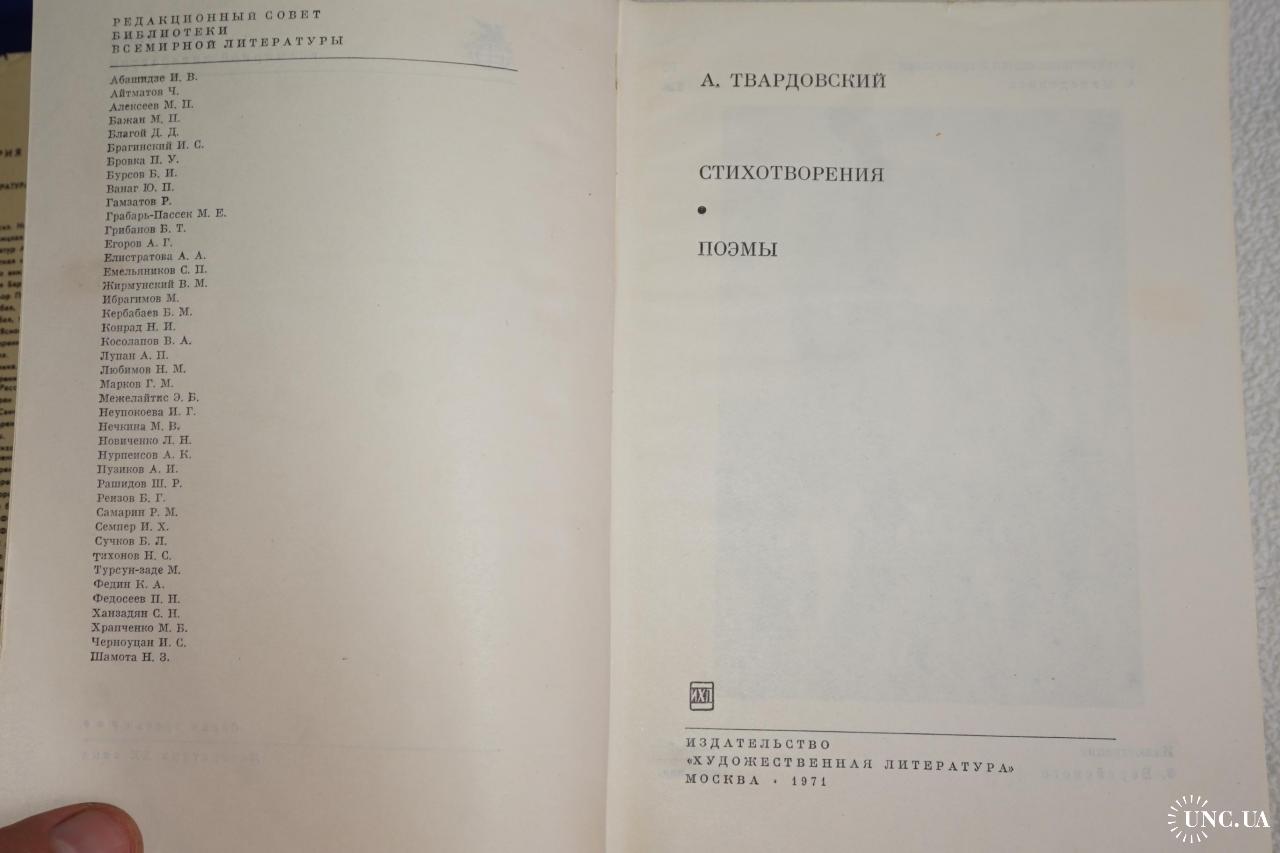 РЕДАКЦИОННЫЙ СОВЕТ
БИБЛИОТЕКИ
ВСЕМИРНОЙ ЛИТЕРАТУРЫ
Абашидзе И. В.
Айтматов Ч.
Алексеев М. П.
Бажан М. П.
Благой Д. Д.
Брагинский И. С.
Бровка П. У.
Бурсов Б. И.
Ванаг Ю. П.
Гамзатов Р.
Грабарь-Пассек М. Е.
Грибанов Б. Т.
Егоров А. Г.
Елистратова А. А.
Емельяников С. П.
Жирмунский В. М.
Ибрагимов М.
Кербабаев Б. М.
Конрад Н. И.
Косолапов В. А.
Лупан А. П.
Любимов Н. М.
Марков Г. М.
Межелайтис Э. Б.
Неупокоева И. Г.
Нечкина М. В.
Новиченко Л. Н.
Нурпеисов А. К.
Пузиков А. И.
Рашидов Ш. Р.
Реизов Б. Г.
Самарин Р. М.
Семпер И. Х.
Сучков Б. Л.
Тихонов Н. С.
Турсун-заде М.
Федин К. А.
Федосеев П. Н.
Ханзадян С. Н.
Храпченко М. Б.
Черноуцан И. С.
Шамота Н. З.
А. ТВАРДОВСКИЙ
СТИХОТВОРЕНИЯ
•
ПОЭМЫ
ИХЛ
ИЗДАТЕЛЬСТВО
«ХУДОЖЕСТВЕННАЯ ЛИТЕРАТУРА»
МОСКВА • 1971
UNC.UA